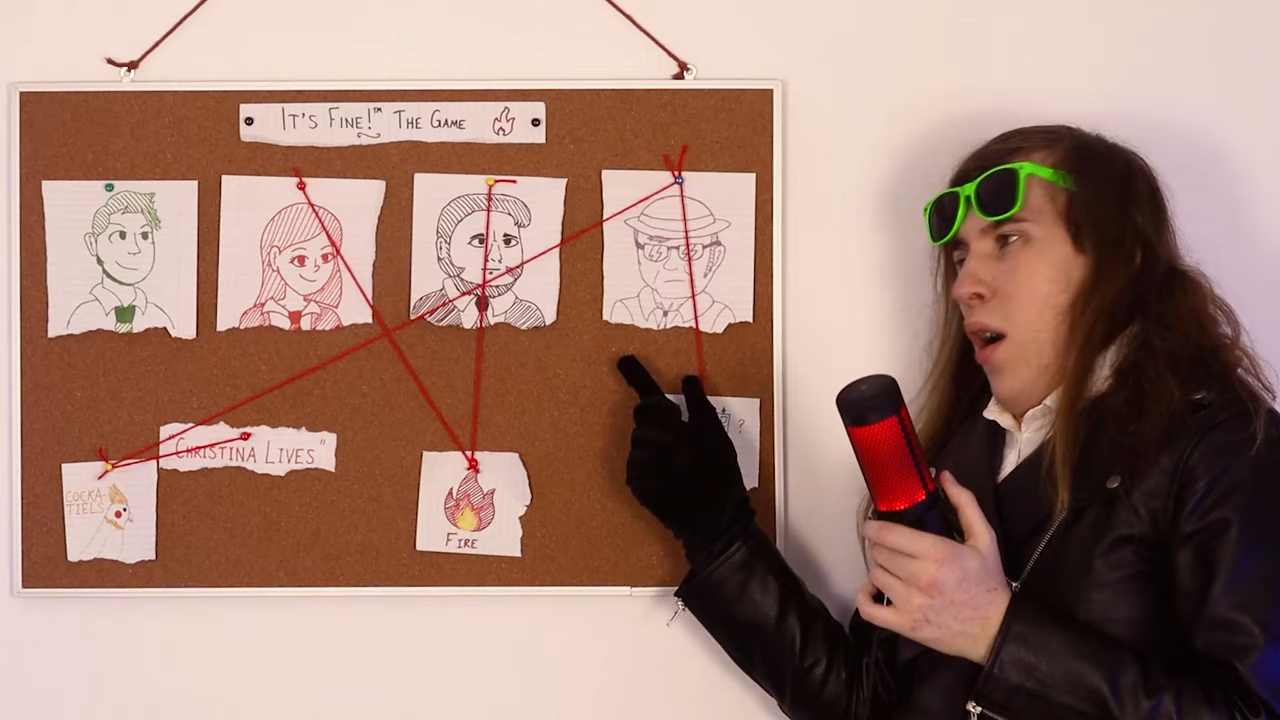 IT'S FINE!™ THE GAME
"CHRISTINA LIVES"
COCKA-
TIELS
FIRE
?